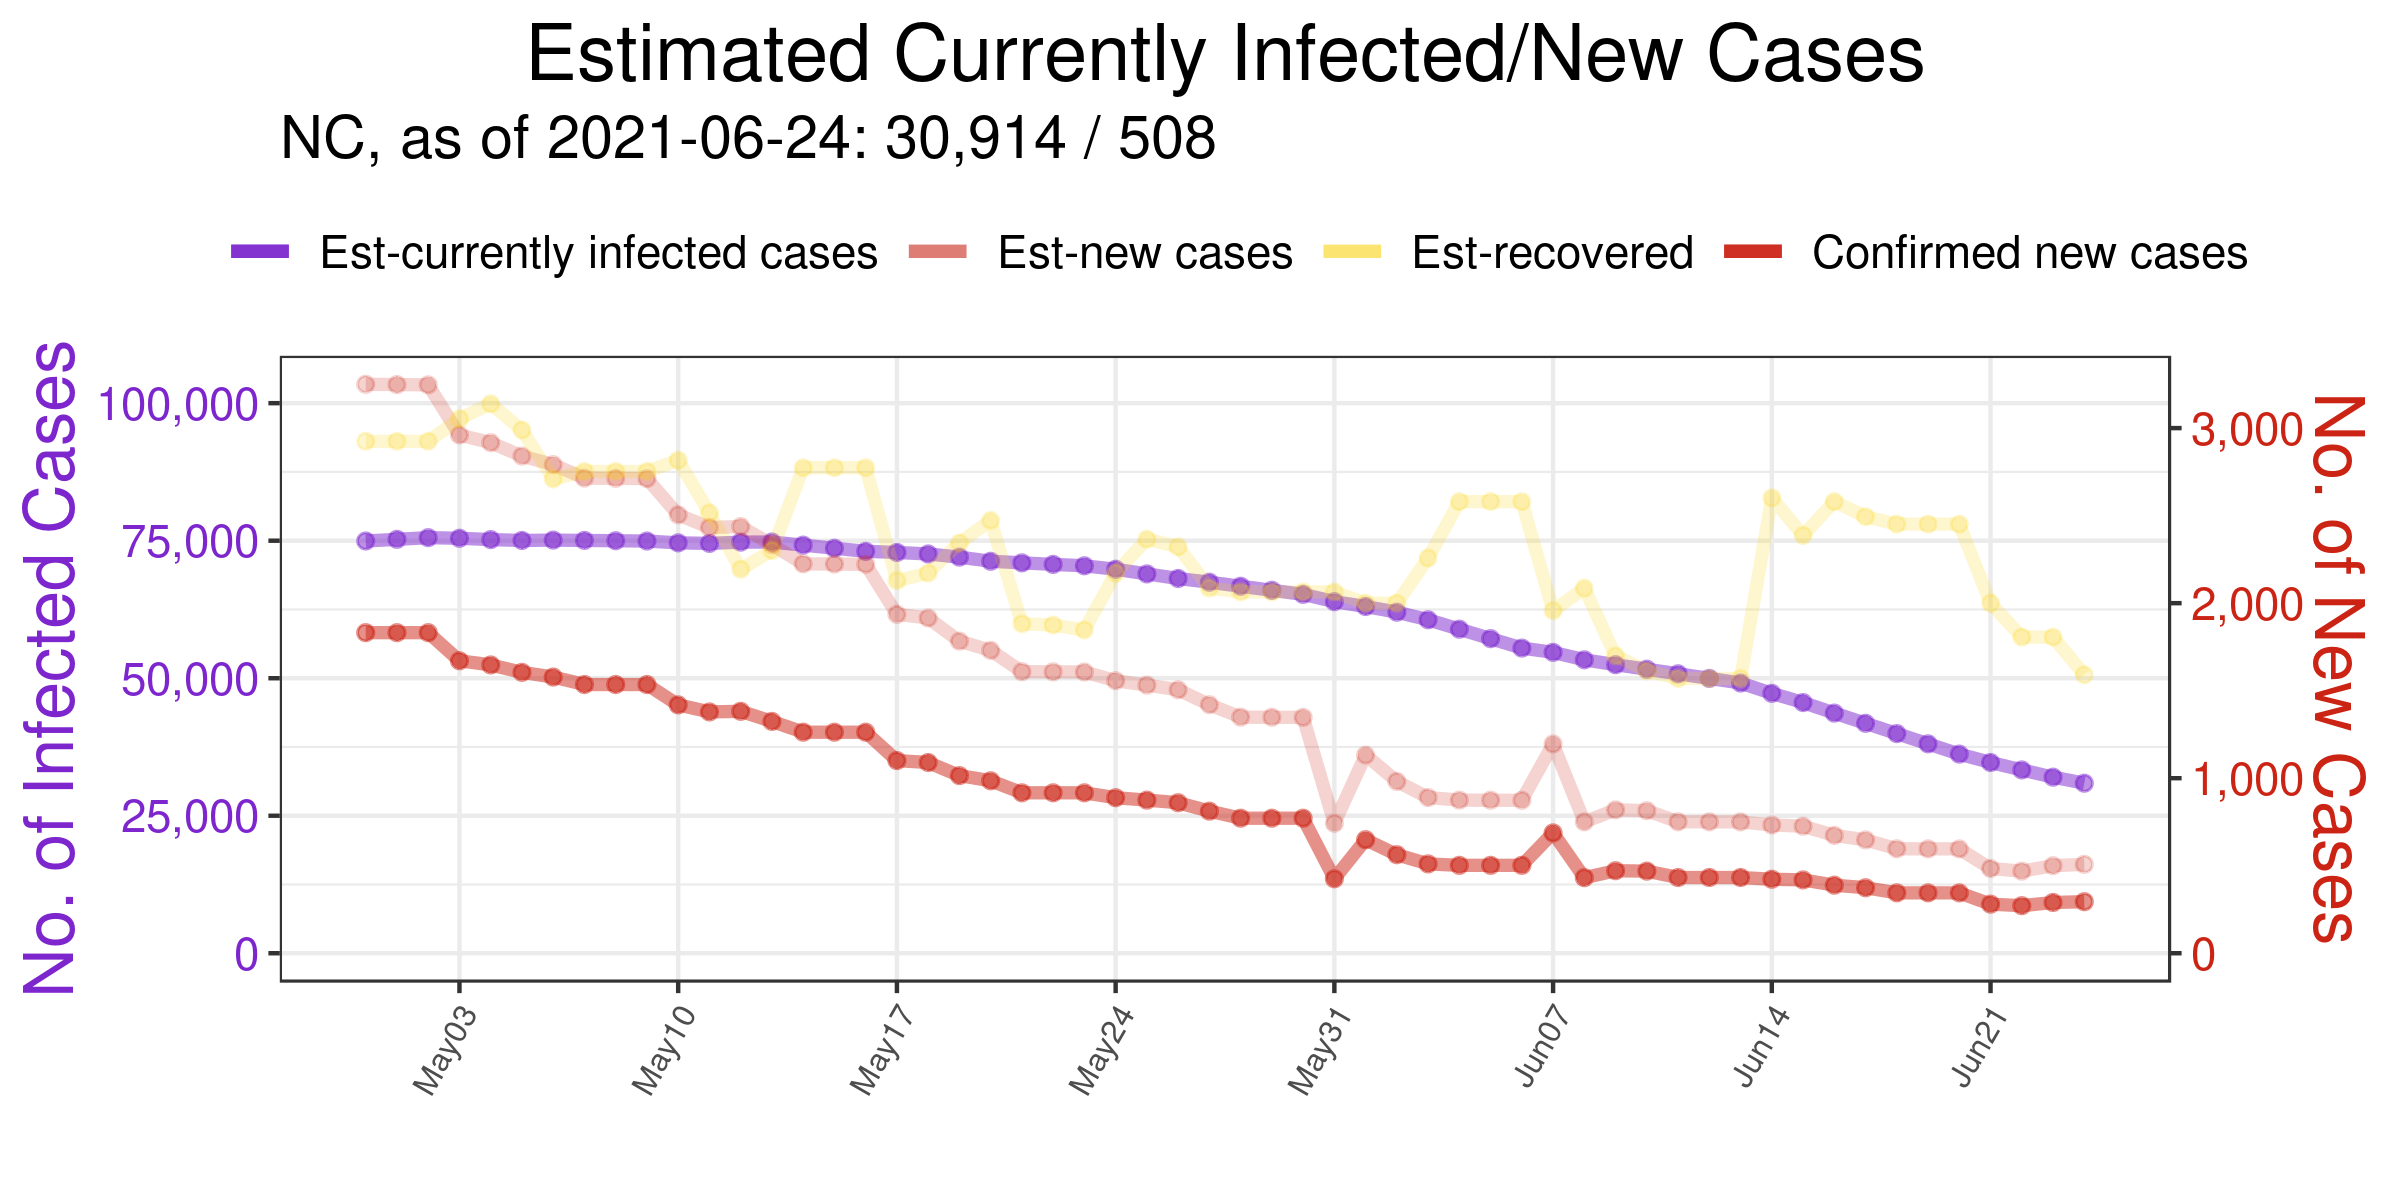 Estimated Currently Infected/New Cases
NC, as of 2021-06-24: 30,914 / 508
Est-currently infected cases Est-new cases Est-recovered Confirmed new cases
No. of Infected Cases
100,000
75,000
50,000
25,000
0
3,000
2,000
1,000
0
No. of New Cases
May03 May10 May17 May24 May31 Jun07 Jun14 Jun21